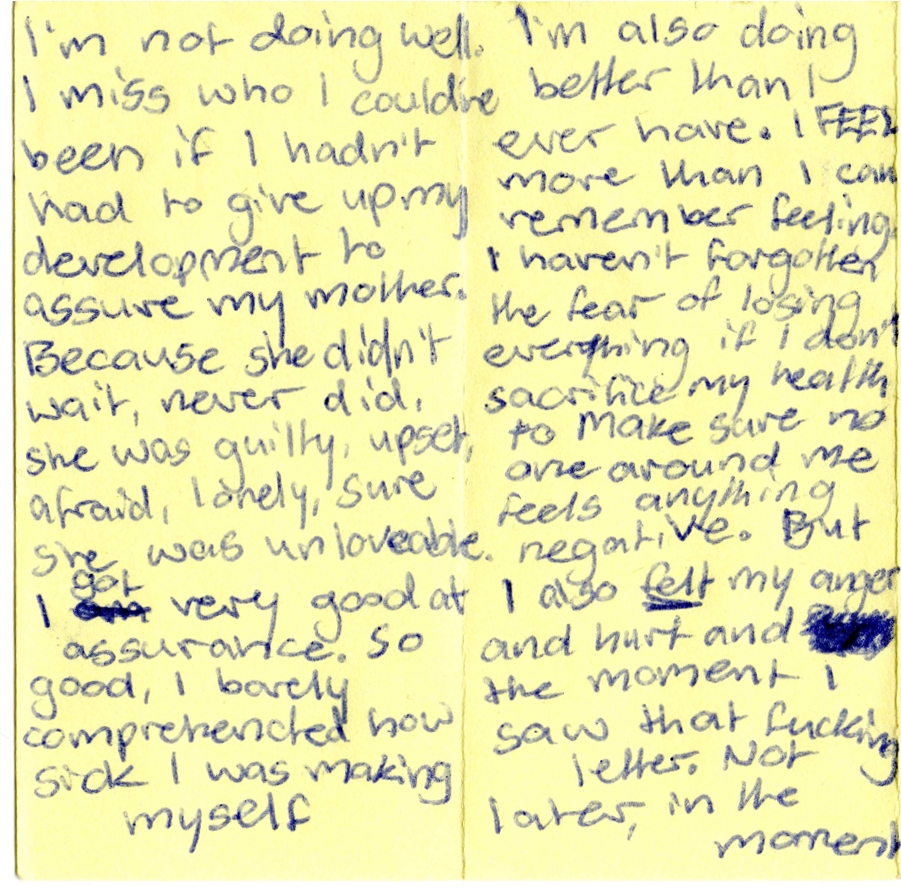 I'm not doing well.
I miss who I could've
been if I hadn't
had to give up my
development to
assure my mother.
Because she didn't
wait, never did,
she was guilty, upset,
afraid, lonely, sure
she was unloveable.
I got very good at
assurance. So
good, I barely
comprehended how
sick I was making
myself
I'm also doing
better than I
ever have. I FEEL
more than I can
remember feeling.
I haven't forgotten
the fear of losing
everything if I don't
sacrifice my health
to make sure no
one around me
feels anything
negative. But
I also felt my anger
and hurt and
the moment I
saw that fucking
letter. Not
later, in the
moment